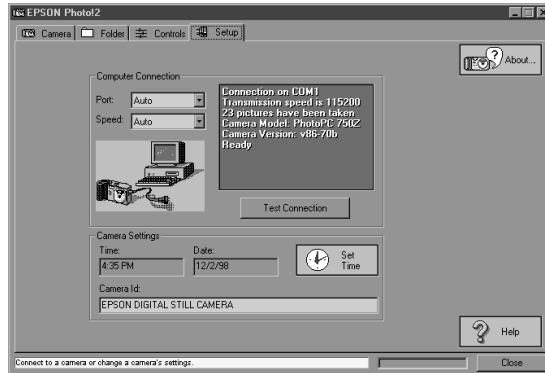 EPSON Photo!2
Camera
Folder
Controls
Setup
About...
Computer Connection
Port: Auto
Speed: Auto
Connection on COM1
Transmission speed is 115200
23 pictures have been taken
Camera Model: PhotoPC 750Z
Camera Version: v86-70b
Ready
Test Connection
Camera Settings
Time:
4:35 PM
Date:
12/2/98
Set
Time
Camera Id:
EPSON DIGITAL STILL CAMERA
Help
Connect to a camera or change a camera's settings.
Close